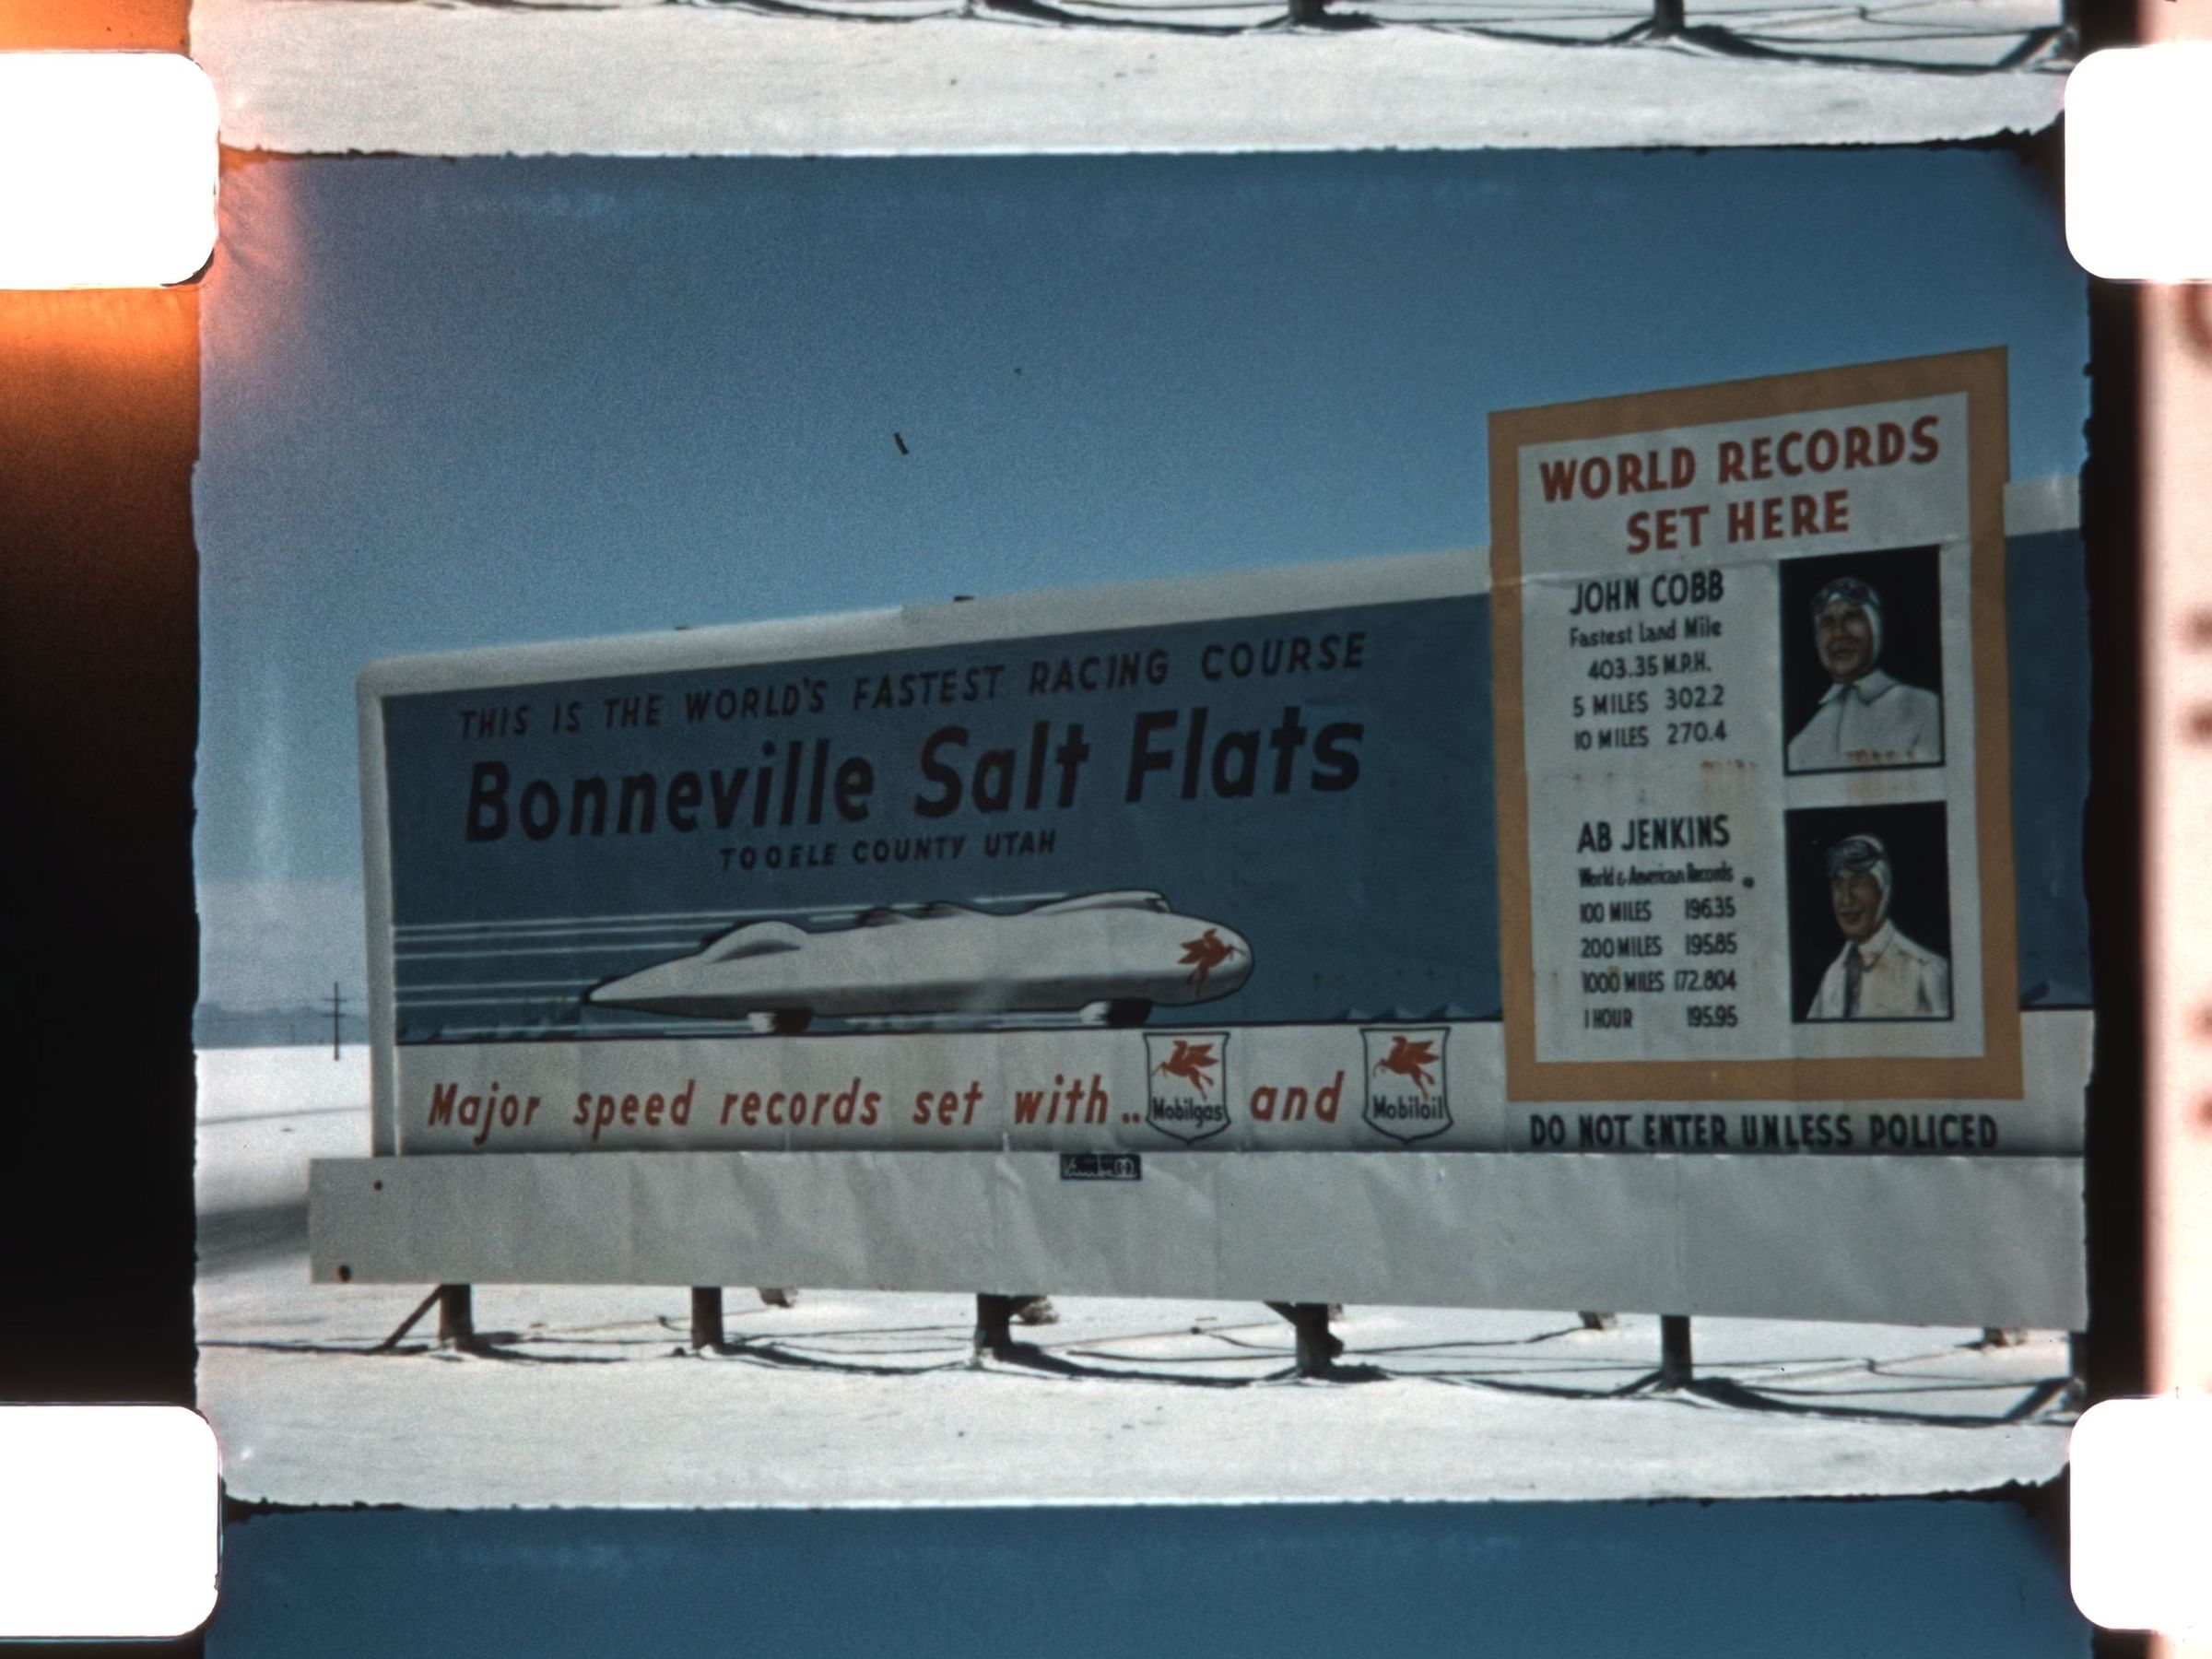 THIS IS THE WORLD'S FASTEST RACING COURSE
Bonneville Salt Flats
TOOELE COUNTY UTAH
Major speed records set with.. Mobilgas and Mobiloil
WORLD RECORDS
SET HERE
JOHN COBB
Fastest Land Mile
403.35 M.P.H.
5 MILES 302.2
10 MILES 270.4
AB JENKINS
World & American Records
100 MILES 196.35
200 MILES 195.85
1000 MILES 172.804
1 HOUR 195.95
DO NOT ENTER UNLESS POLICED